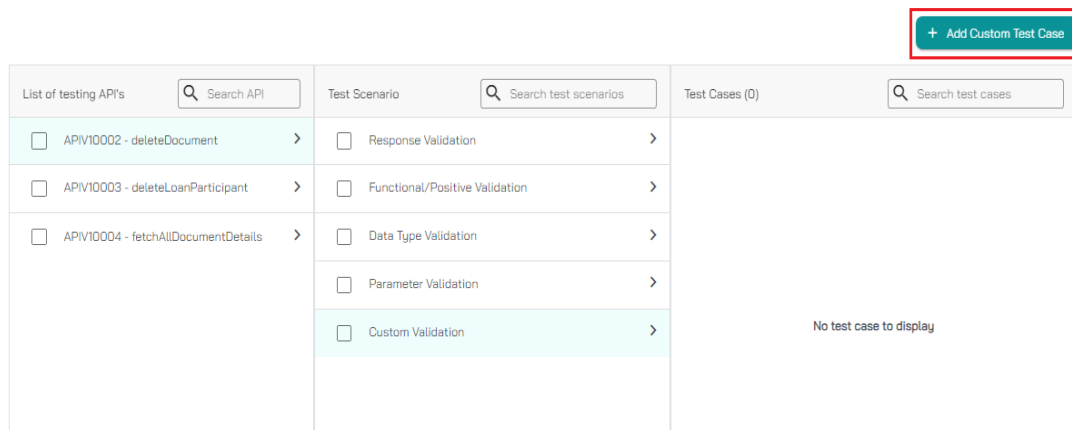 + Add Custom Test Case
List of testing API's
Search API
Test Scenario
Search test scenarios
Test Cases (0)
Search test cases
APIV10002 - deleteDocument
APIV10003 - deleteLoanParticipant
APIV10004 - fetchAllDocumentDetails
Response Validation
Functional/Positive Validation
Data Type Validation
Parameter Validation
Custom Validation
No test case to display